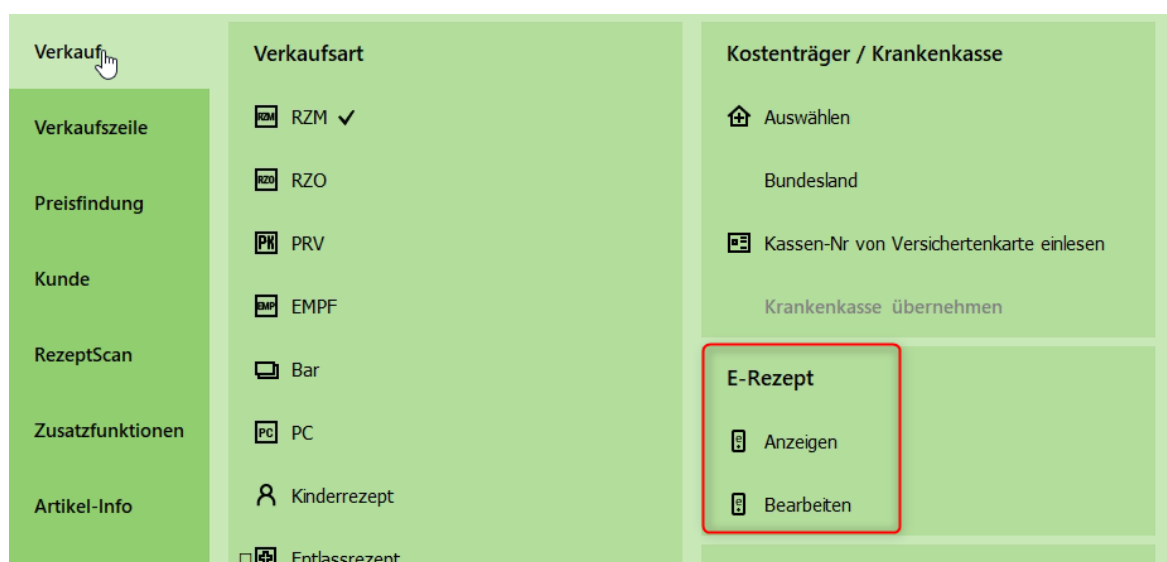 Verkauf
Verkaufszeile
Preisfindung
Kunde
RezeptScan
Zusatzfunktionen
Artikel-Info
Verkaufsart
RZM RZM
RZO RZO
PK PRV
EMP EMPF
Bar
PC PC
Kinderrezept
Entlassrezept
Kostenträger / Krankenkasse
Auswählen
Bundesland
Kassen-Nr von Versichertenkarte einlesen
Krankenkasse übernehmen
E-Rezept
e Anzeigen
e Bearbeiten